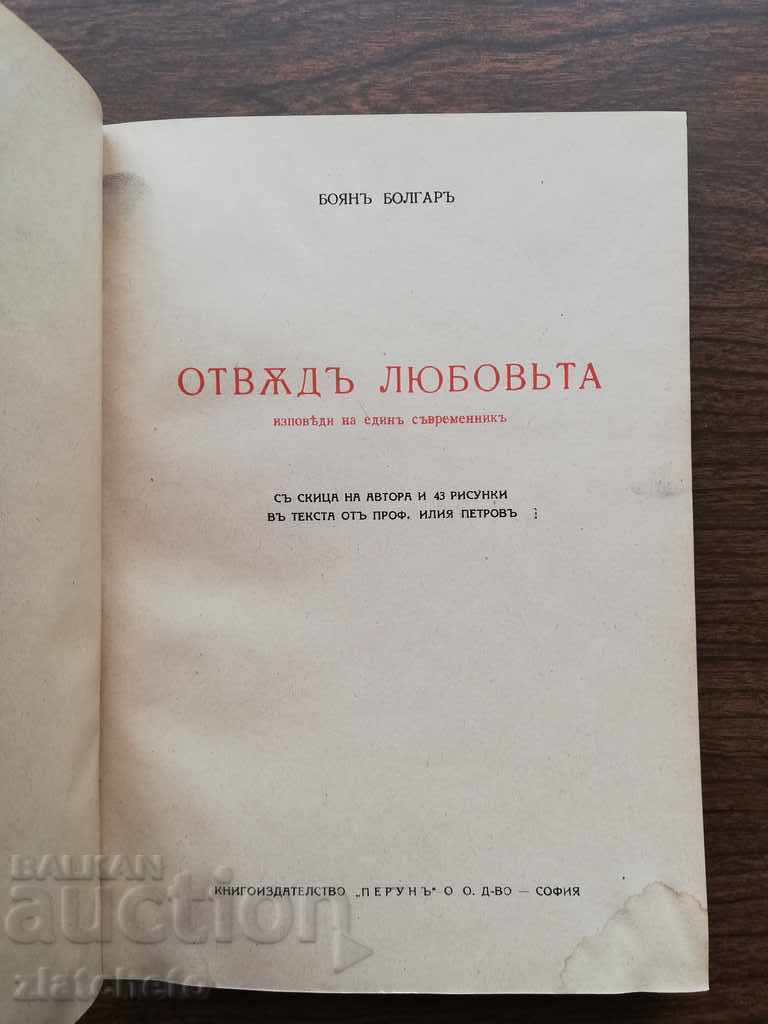 БОЯНЪ БОЛГАРЪ
ОТВѪДЪ ЛЮБОВЬТА
изповѣди на единъ съвременникъ
СЪ СКИЦА НА АВТОРА И 43 РИСУНКИ
ВЪ ТЕКСТА ОТЪ ПРОФ. ИЛИЯ ПЕТРОВЪ
КНИГОИЗДАТЕЛСТВО „ПЕРУНЪ“ О О. Д-ВО — СОФИЯ
BALKAN
auction
zlatchefo